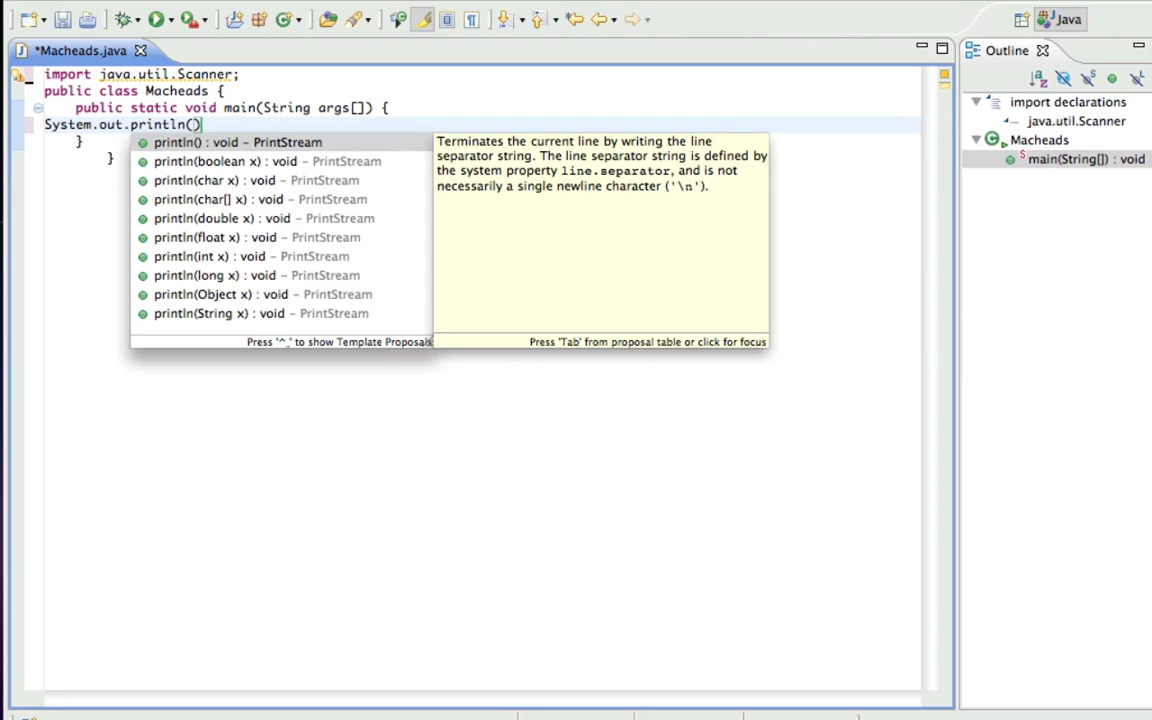 Java
*Macheads.java
Outline
import java.util.Scanner;
public class Macheads {
public static void main(String args[]) {
System.out.println()
}
}
println() : void – PrintStream
println(boolean x) : void – PrintStream
println(char x) : void – PrintStream
println(char[] x) : void – PrintStream
println(double x) : void – PrintStream
println(float x) : void – PrintStream
println(int x) : void – PrintStream
println(long x) : void – PrintStream
println(Object x) : void – PrintStream
println(String x) : void – PrintStream
Press '^_' to show Template Proposals
Terminates the current line by writing the line
separator string. The line separator string is defined by
the system property line.separator, and is not
necessarily a single newline character ('\n').
Press 'Tab' from proposal table or click for focus
import declarations
java.util.Scanner
Macheads
main(String[]) : void